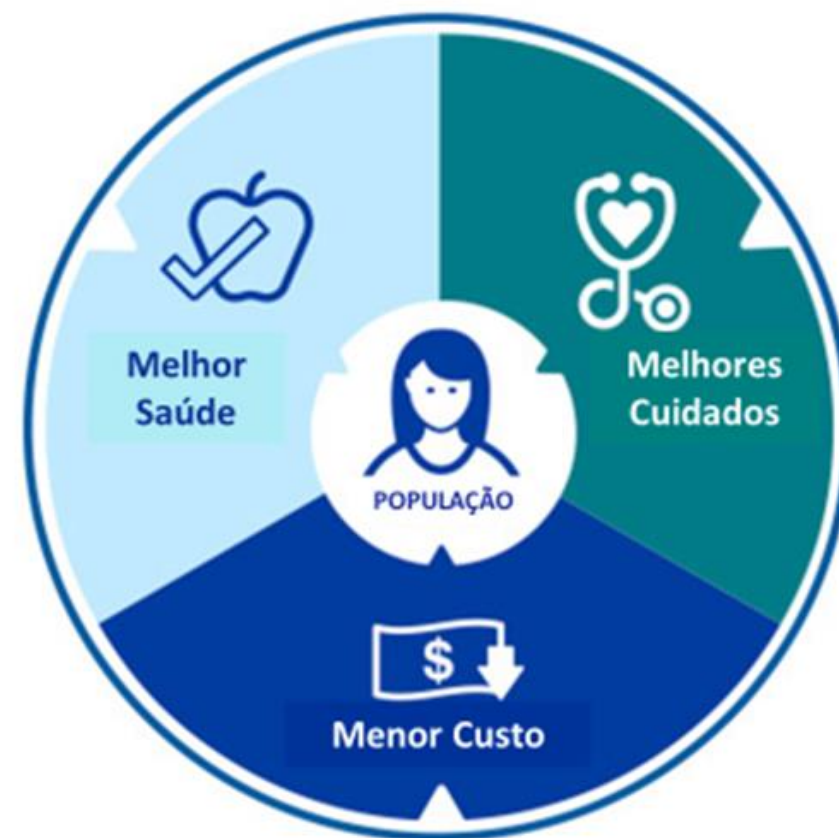 Melhor
Saúde
Melhores
Cuidados
POPULAÇÃO
$
Menor Custo